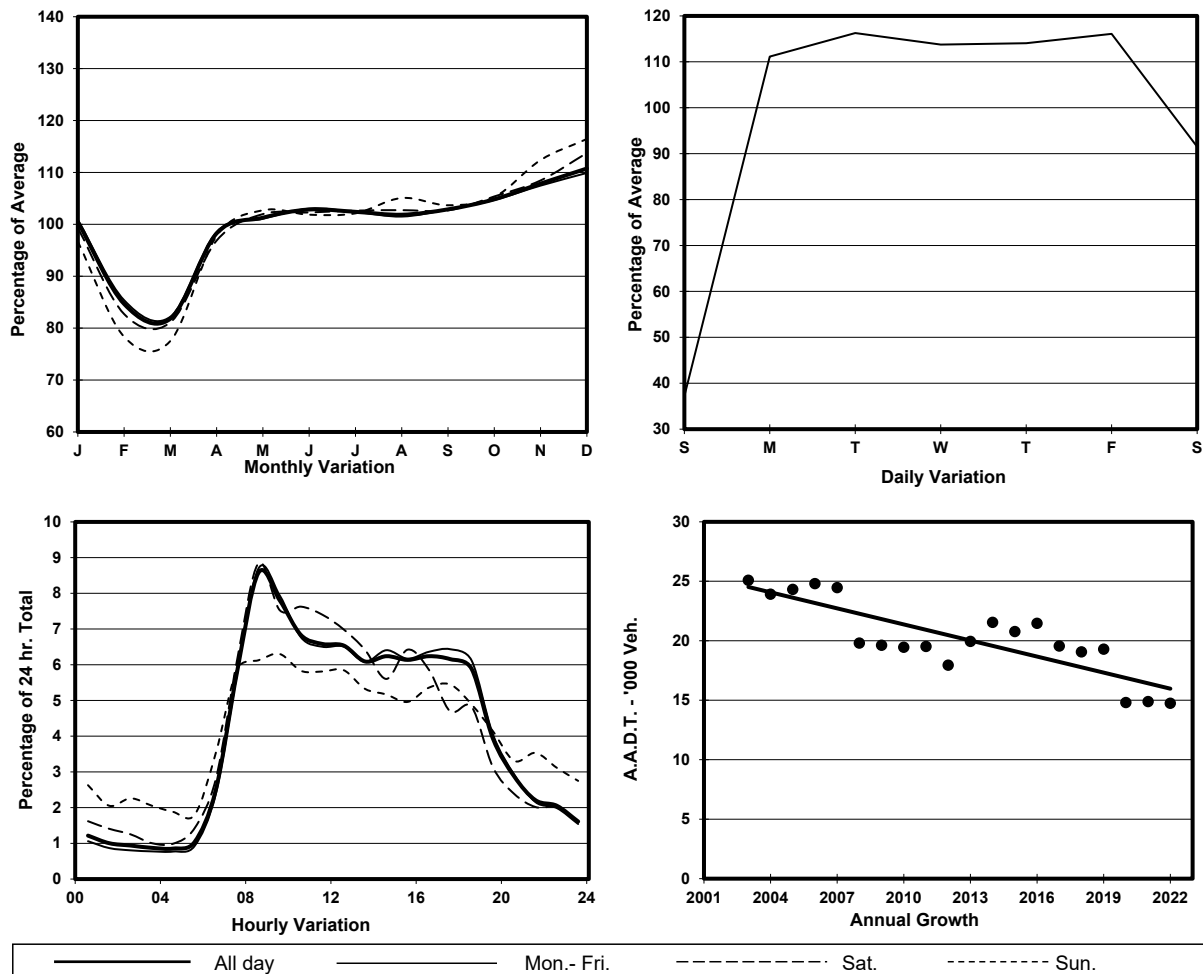 140
130
120
110
100
90
80
70
60
Percentage of Average
J F M A M J J A S O N D
Monthly Variation
120
110
100
90
80
70
60
50
40
30
Percentage of Average
S M T W T F S
Daily Variation
10
9
8
7
6
5
4
3
2
1
0
Percentage of 24 hr. Total
00 04 08 12 16 20 24
Hourly Variation
30
25
20
15
10
5
0
A.A.D.T. - '000 Veh.
2001 2004 2007 2010 2013 2016 2019 2022
Annual Growth
All day Mon.- Fri. Sat. Sun.